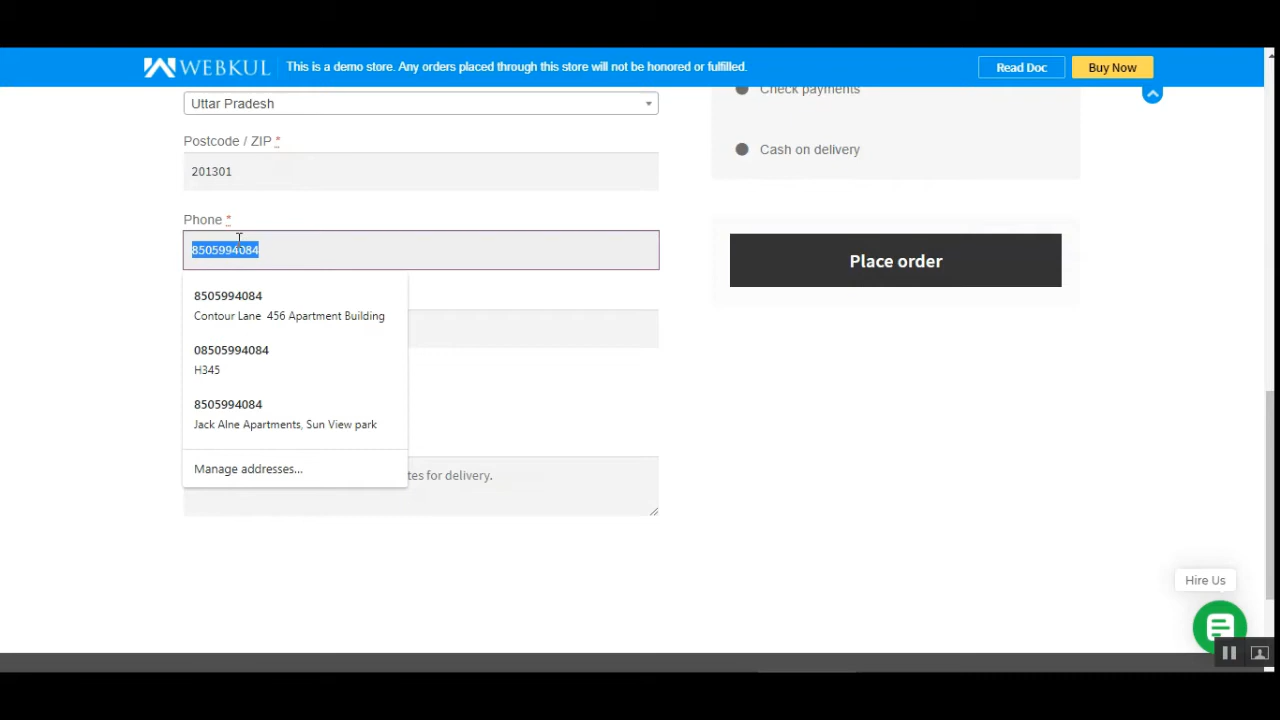 WEBKUL
This is a demo store. Any orders placed through this store will not be honored or fulfilled.
Read Doc
Buy Now
Uttar Pradesh
Postcode / ZIP *
201301
Phone *
8505994084
8505994084
Contour Lane 456 Apartment Building
08505994084
H345
8505994084
Jack Alne Apartments, Sun View park
Manage addresses...
tes for delivery.
Check payments
Cash on delivery
Place order
Hire Us